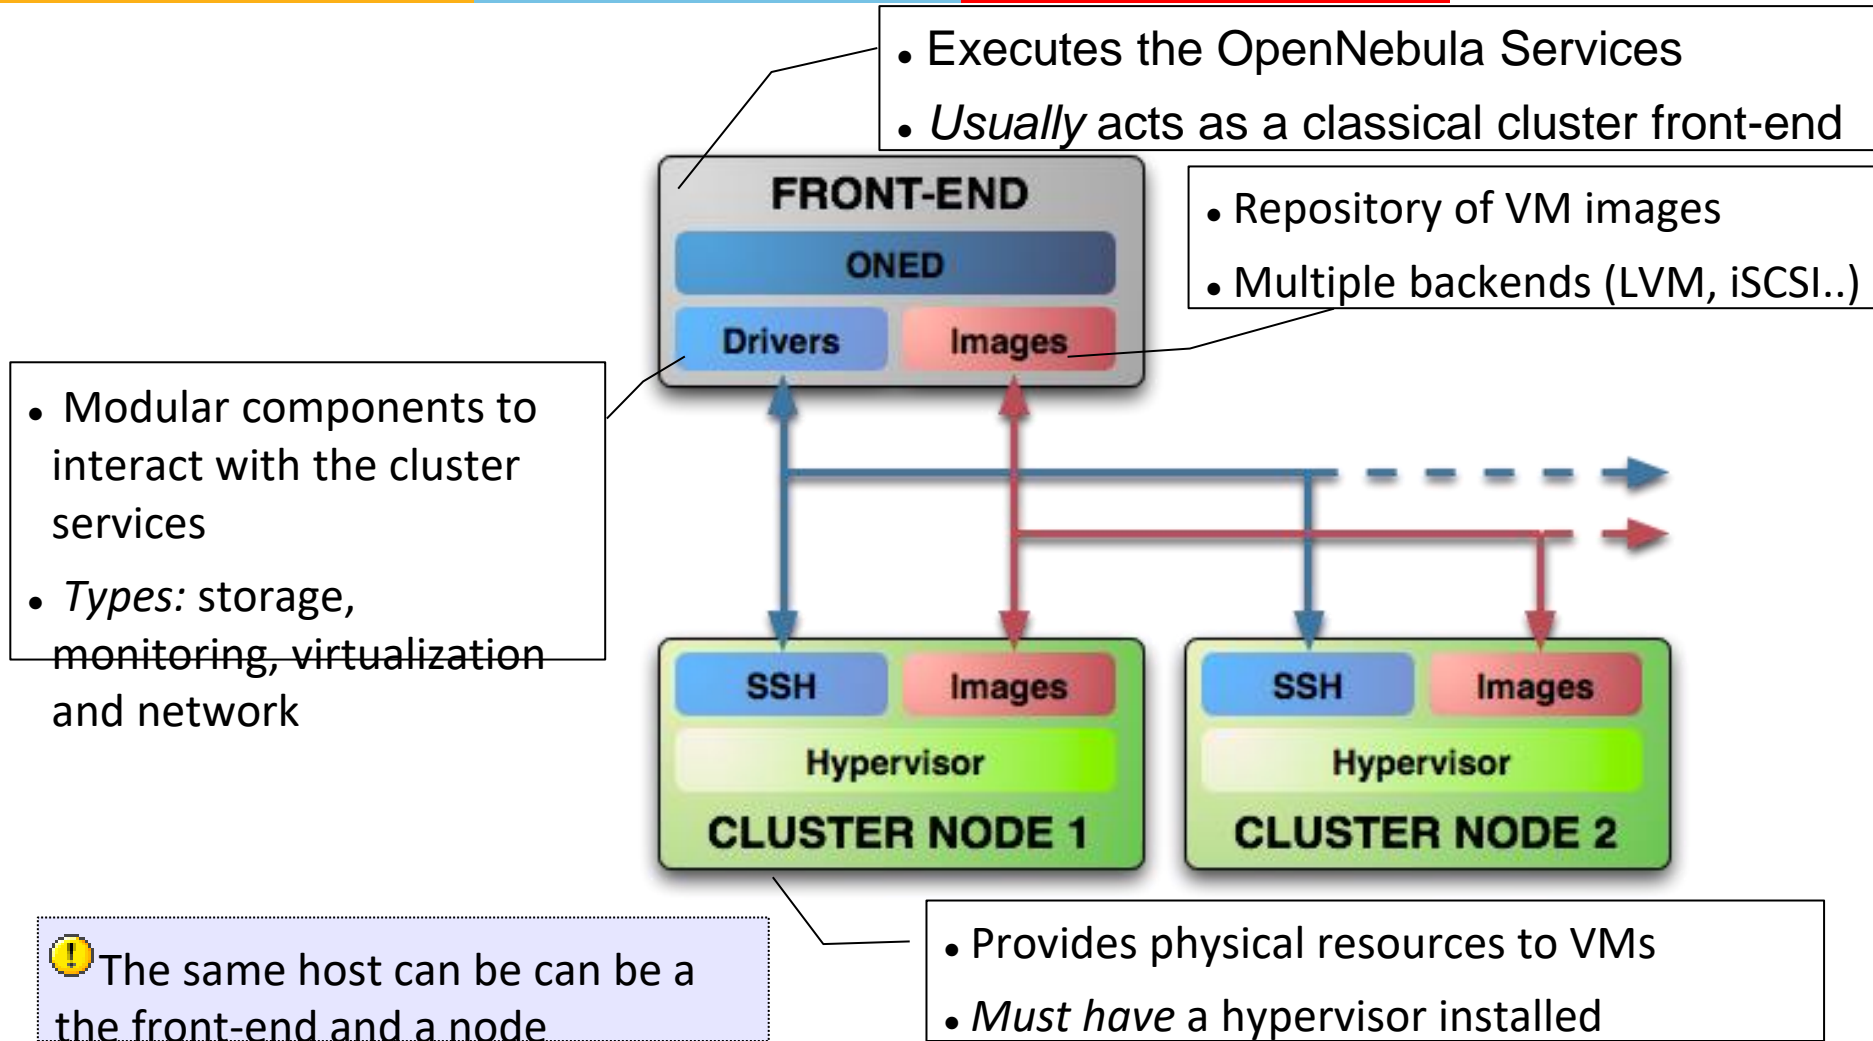 ● Executes the OpenNebula Services
● Usually acts as a classical cluster front-end
FRONT-END
ONED
Drivers
Images
● Repository of VM images
● Multiple backends (LVM, iSCSI..)
● Modular components to
interact with the cluster
services
● Types: storage,
monitoring, virtualization
and network
SSH
Images
Hypervisor
CLUSTER NODE 1
SSH
Images
Hypervisor
CLUSTER NODE 2
! The same host can be can be a
the front-end and a node
● Provides physical resources to VMs
● Must have a hypervisor installed